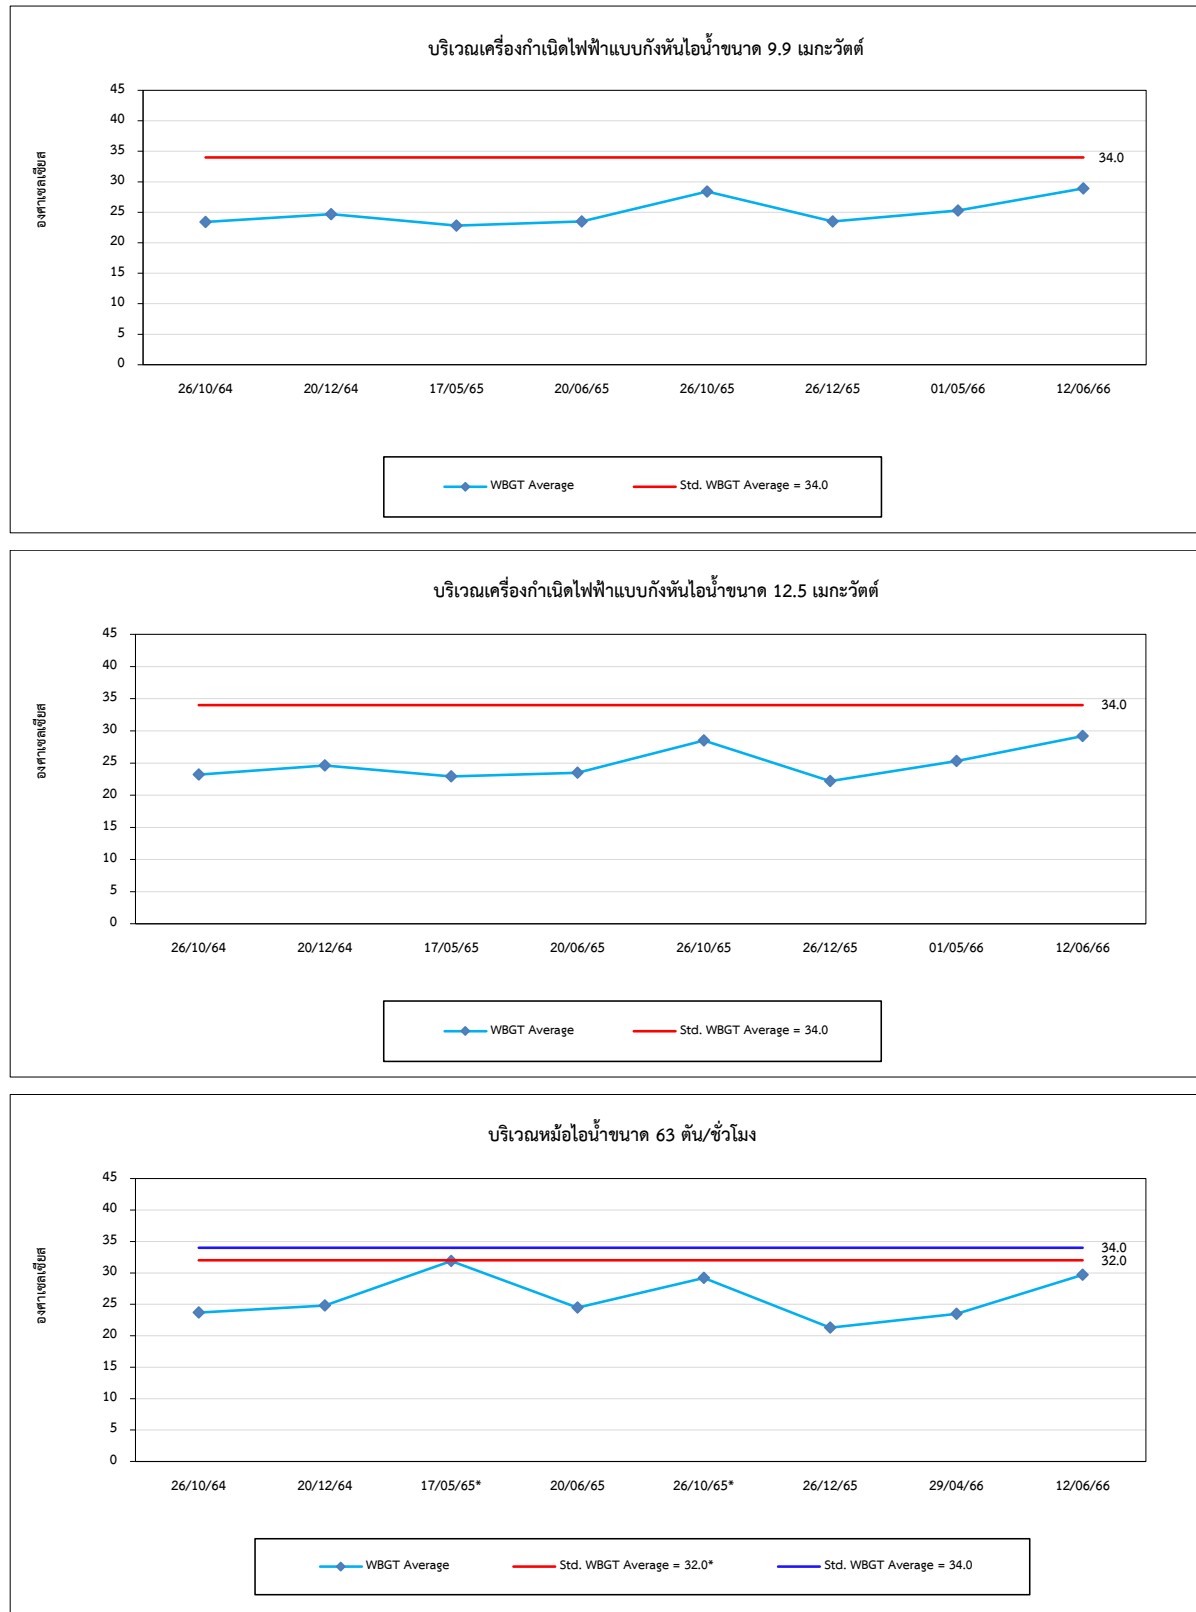 บริเวณเครื่องกำเนิดไฟฟ้าแบบกังหันไอน้ำขนาด 9.9 เมกะวัตต์
องศาเซลเซียส
45
40
35
30
25
20
15
10
5
0
34.0
26/10/64 20/12/64 17/05/65 20/06/65 26/10/65 26/12/65 01/05/66 12/06/66
WBGT Average Std. WBGT Average = 34.0
บริเวณเครื่องกำเนิดไฟฟ้าแบบกังหันไอน้ำขนาด 12.5 เมกะวัตต์
องศาเซลเซียส
45
40
35
30
25
20
15
10
5
0
34.0
26/10/64 20/12/64 17/05/65 20/06/65 26/10/65 26/12/65 01/05/66 12/06/66
WBGT Average Std. WBGT Average = 34.0
บริเวณหม้อไอน้ำขนาด 63 ตัน/ชั่วโมง
องศาเซลเซียส
45
40
35
30
25
20
15
10
5
0
34.0
32.0
26/10/64 20/12/64 17/05/65* 20/06/65 26/10/65* 26/12/65 29/04/66 12/06/66
WBGT Average Std. WBGT Average = 32.0* Std. WBGT Average = 34.0